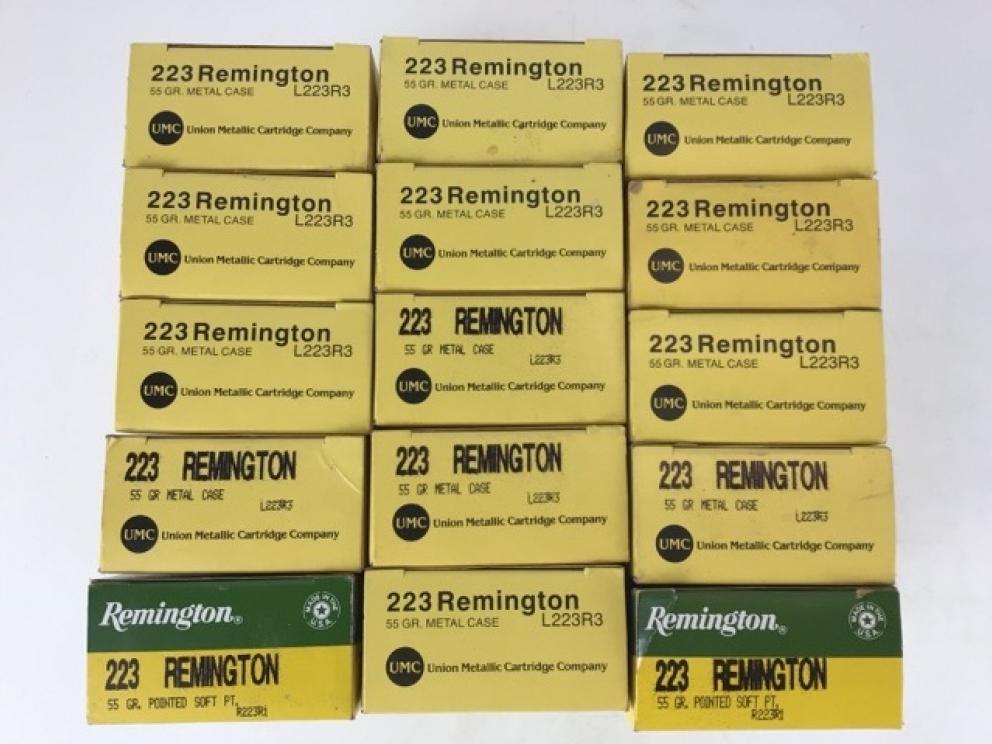 223 Remington
55 GR. METAL CASE L223R3
UMC Union Metallic Cartridge Company
223 Remington
55 GR. METAL CASE L223R3
UMC Union Metallic Cartridge Company
223 Remington
55 GR. METAL CASE L223R3
UMC Union Metallic Cartridge Company
223 Remington
55 GR. METAL CASE L223R3
UMC Union Metallic Cartridge Company
223 Remington
55 GR. METAL CASE L223R3
UMC Union Metallic Cartridge Company
223 Remington
55 GR. METAL CASE L223R3
UMC Union Metallic Cartridge Company
223 Remington
55 GR. METAL CASE L223R3
UMC Union Metallic Cartridge Company
223 REMINGTON
55 GR METAL CASE
L223R3
UMC Union Metallic Cartridge Company
223 Remington
55 GR. METAL CASE L223R3
UMC Union Metallic Cartridge Company
223 REMINGTON
55 GR METAL CASE
L223R3
UMC Union Metallic Cartridge Company
223 REMINGTON
55 GR METAL CASE
L223R3
UMC Union Metallic Cartridge Company
223 REMINGTON
55 GR METAL CASE
L223R3
UMC Union Metallic Cartridge Company
Remington®
MADE IN THE U.S.A.
223 REMINGTON
55 GR. POINTED SOFT PT.
R223R1
223 Remington
55 GR. METAL CASE L223R3
UMC Union Metallic Cartridge Company
Remington®
MADE IN THE U.S.A.
223 REMINGTON
55 GR. POINTED SOFT PT.
R223R1